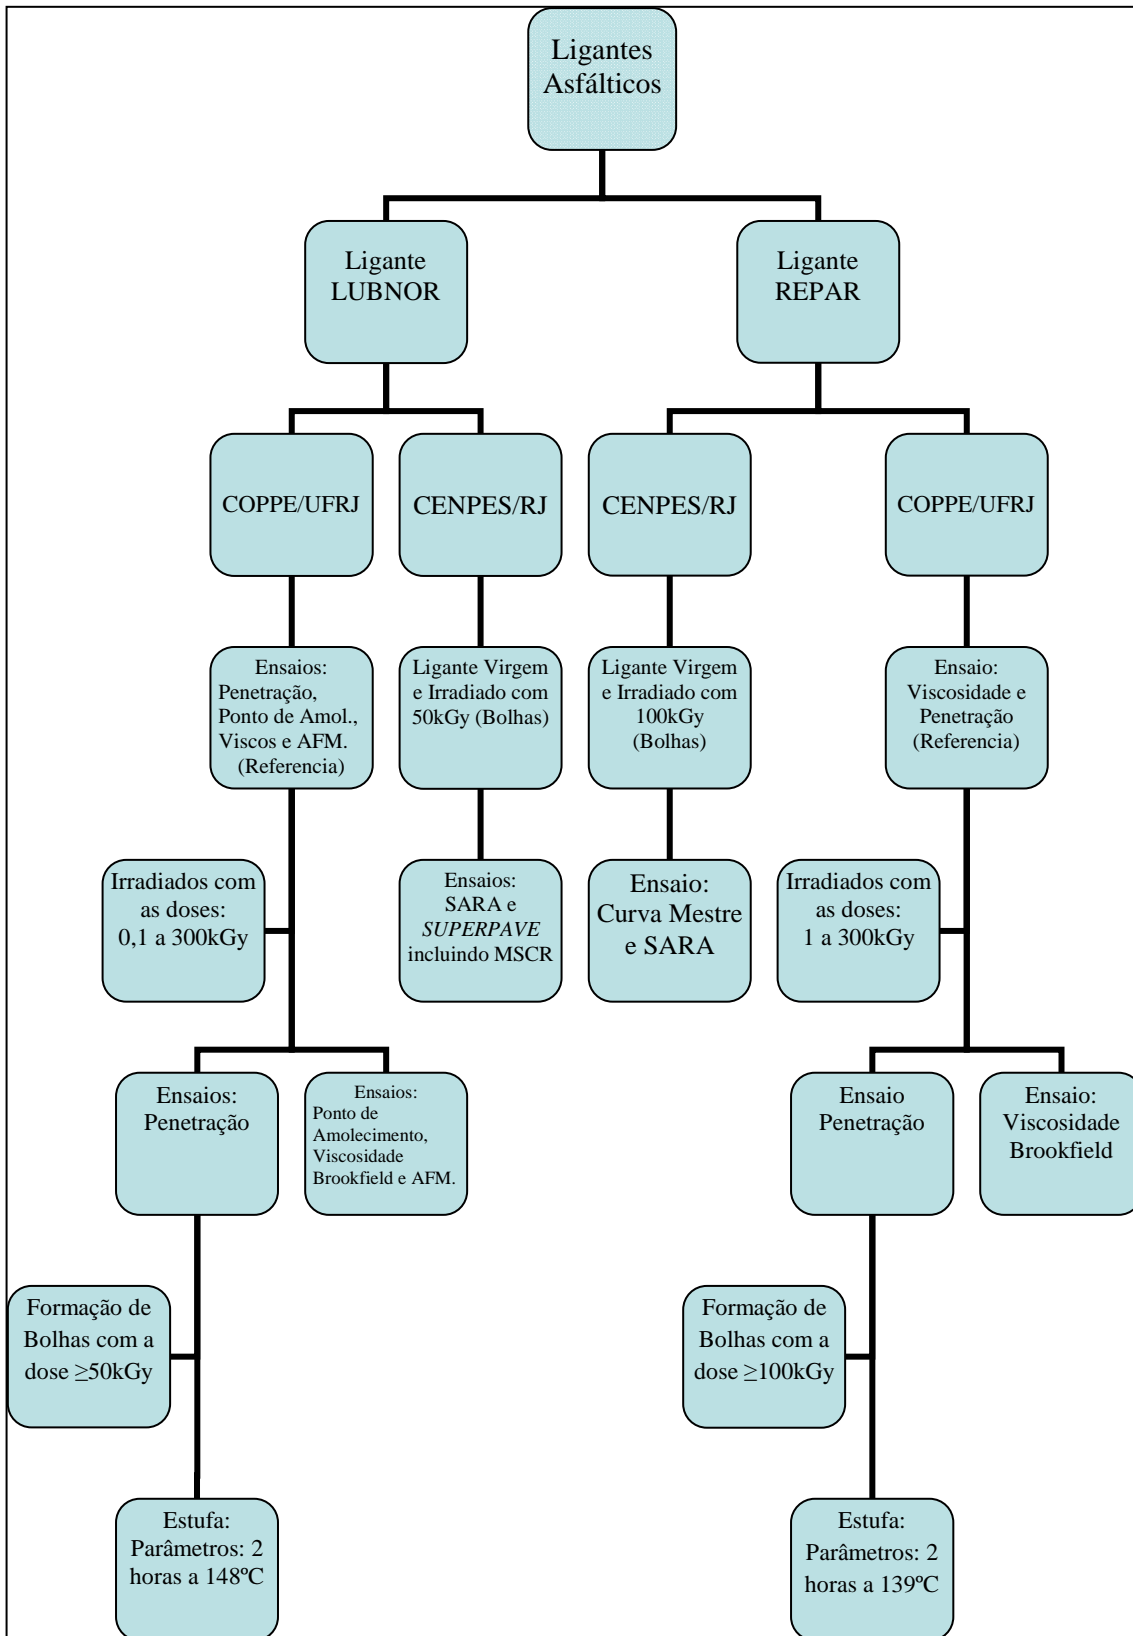 Ligantes
Asfálticos
Ligante
LUBNOR
Ligante
REPAR
COPPE/UFRJ
CENPES/RJ
CENPES/RJ
COPPE/UFRJ
Ensaios:
Penetração,
Ponto de Amol.,
Viscos e AFM.
(Referencia)
Ligante Virgem
e Irradiado com
50kGy (Bolhas)
Ligante Virgem
e Irradiado com
100kGy
(Bolhas)
Ensaio:
Viscosidade e
Penetração
(Referencia)
Irradiados com
as doses:
0,1 a 300kGy
Ensaios:
SARA e
SUPERPAVE
incluindo MSCR
Ensaio:
Curva Mestre
e SARA
Irradiados com
as doses:
1 a 300kGy
Ensaios:
Penetração
Ensaios:
Ponto de
Amolecimento,
Viscosidade
Brookfield e AFM.
Ensaio
Penetração
Ensaio:
Viscosidade
Brookfield
Formação de
Bolhas com a
dose ≥50kGy
Formação de
Bolhas com a
dose ≥100kGy
Estufa:
Parâmetros: 2
horas a 148ºC
Estufa:
Parâmetros: 2
horas a 139ºC